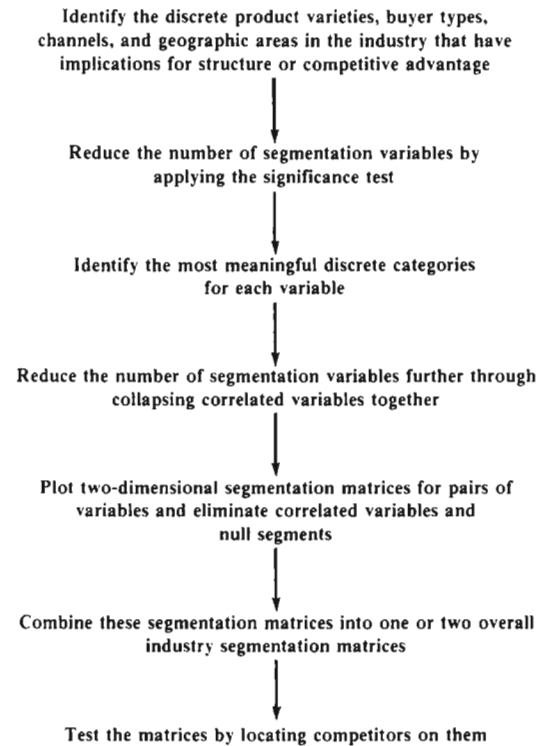 Identify the discrete product varieties, buyer types,
channels, and geographic areas in the industry that have
implications for structure or competitive advantage
Reduce the number of segmentation variables by
applying the significance test
Identify the most meaningful discrete categories
for each variable
Reduce the number of segmentation variables further through
collapsing correlated variables together
Plot two-dimensional segmentation matrices for pairs of
variables and eliminate correlated variables and
null segments
Combine these segmentation matrices into one or two overall
industry segmentation matrices
Test the matrices by locating competitors on them